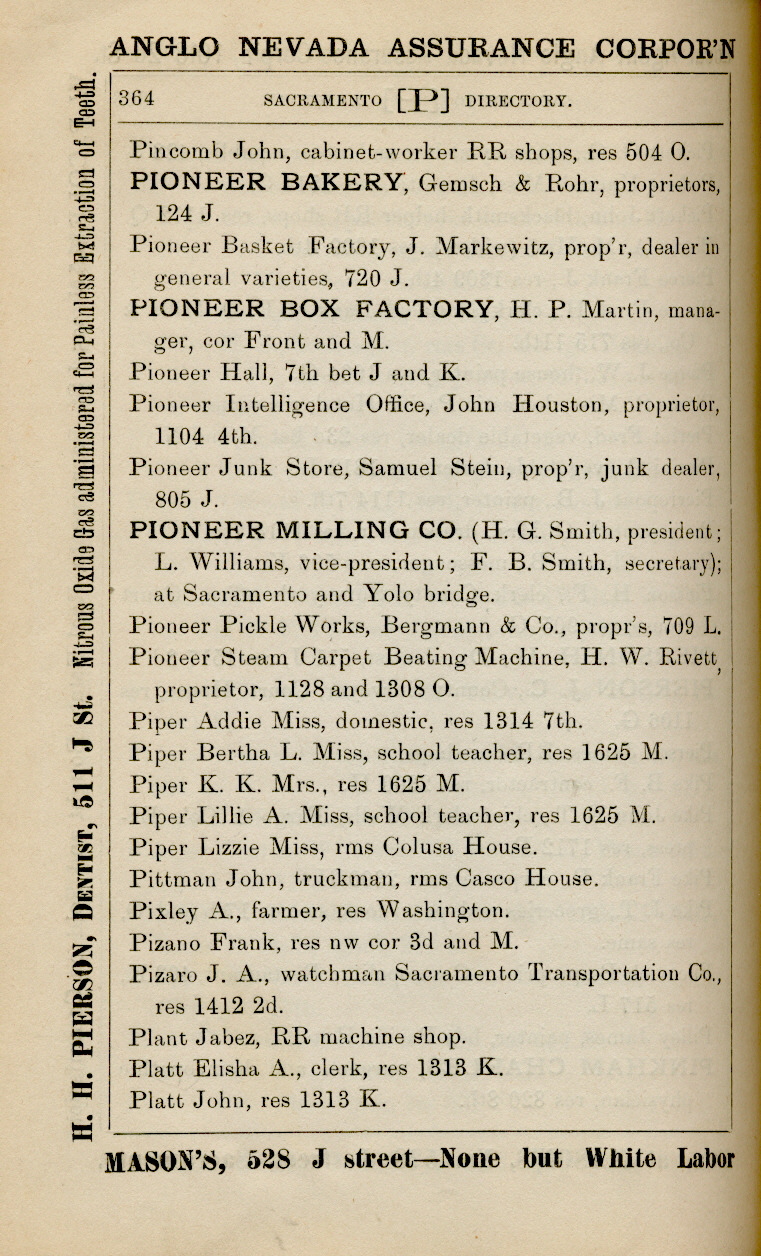 ANGLO NEVADA ASSURANCE CORPOR'N
364 SACRAMENTO [P] DIRECTORY.
Pincomb John, cabinet-worker RR shops, res 504 O.
PIONEER BAKERY, Gemsch & Rohr, proprietors,
124 J.
Pioneer Basket Factory, J. Markewitz, prop'r, dealer in
general varieties, 720 J.
PIONEER BOX FACTORY, H. P. Martin, mana-
ger, cor Front and M.
Pioneer Hall, 7th bet J and K.
Pioneer Intelligence Office, John Houston, proprietor,
1104 4th.
Pioneer Junk Store, Samuel Stein, prop'r, junk dealer,
805 J.
PIONEER MILLING CO. (H. G. Smith, president;
L. Williams, vice-president; F. B. Smith, secretary);
at Sacramento and Yolo bridge.
Pioneer Pickle Works, Bergmann & Co., propr's, 709 L.
Pioneer Steam Carpet Beating Machine, H. W. Rivett,
proprietor, 1128 and 1308 O.
Piper Addie Miss, domestic, res 1314 7th.
Piper Bertha L. Miss, school teacher, res 1625 M.
Piper K. K. Mrs., res 1625 M.
Piper Lillie A. Miss, school teacher, res 1625 M.
Piper Lizzie Miss, rms Colusa House.
Pittman John, truckman, rms Casco House.
Pixley A., farmer, res Washington.
Pizano Frank, res nw cor 3d and M.
Pizaro J. A., watchman Sacramento Transportation Co.,
res 1412 2d.
Plant Jabez, RR machine shop.
Platt Elisha A., clerk, res 1313 K.
Platt John, res 1313 K.
MASON'S, 528 J street—None but White Labor
H. H. PIERSON, DENTIST, 511 J St. Nitrous Oxide Gas administered for Painless Extraction of Teeth.